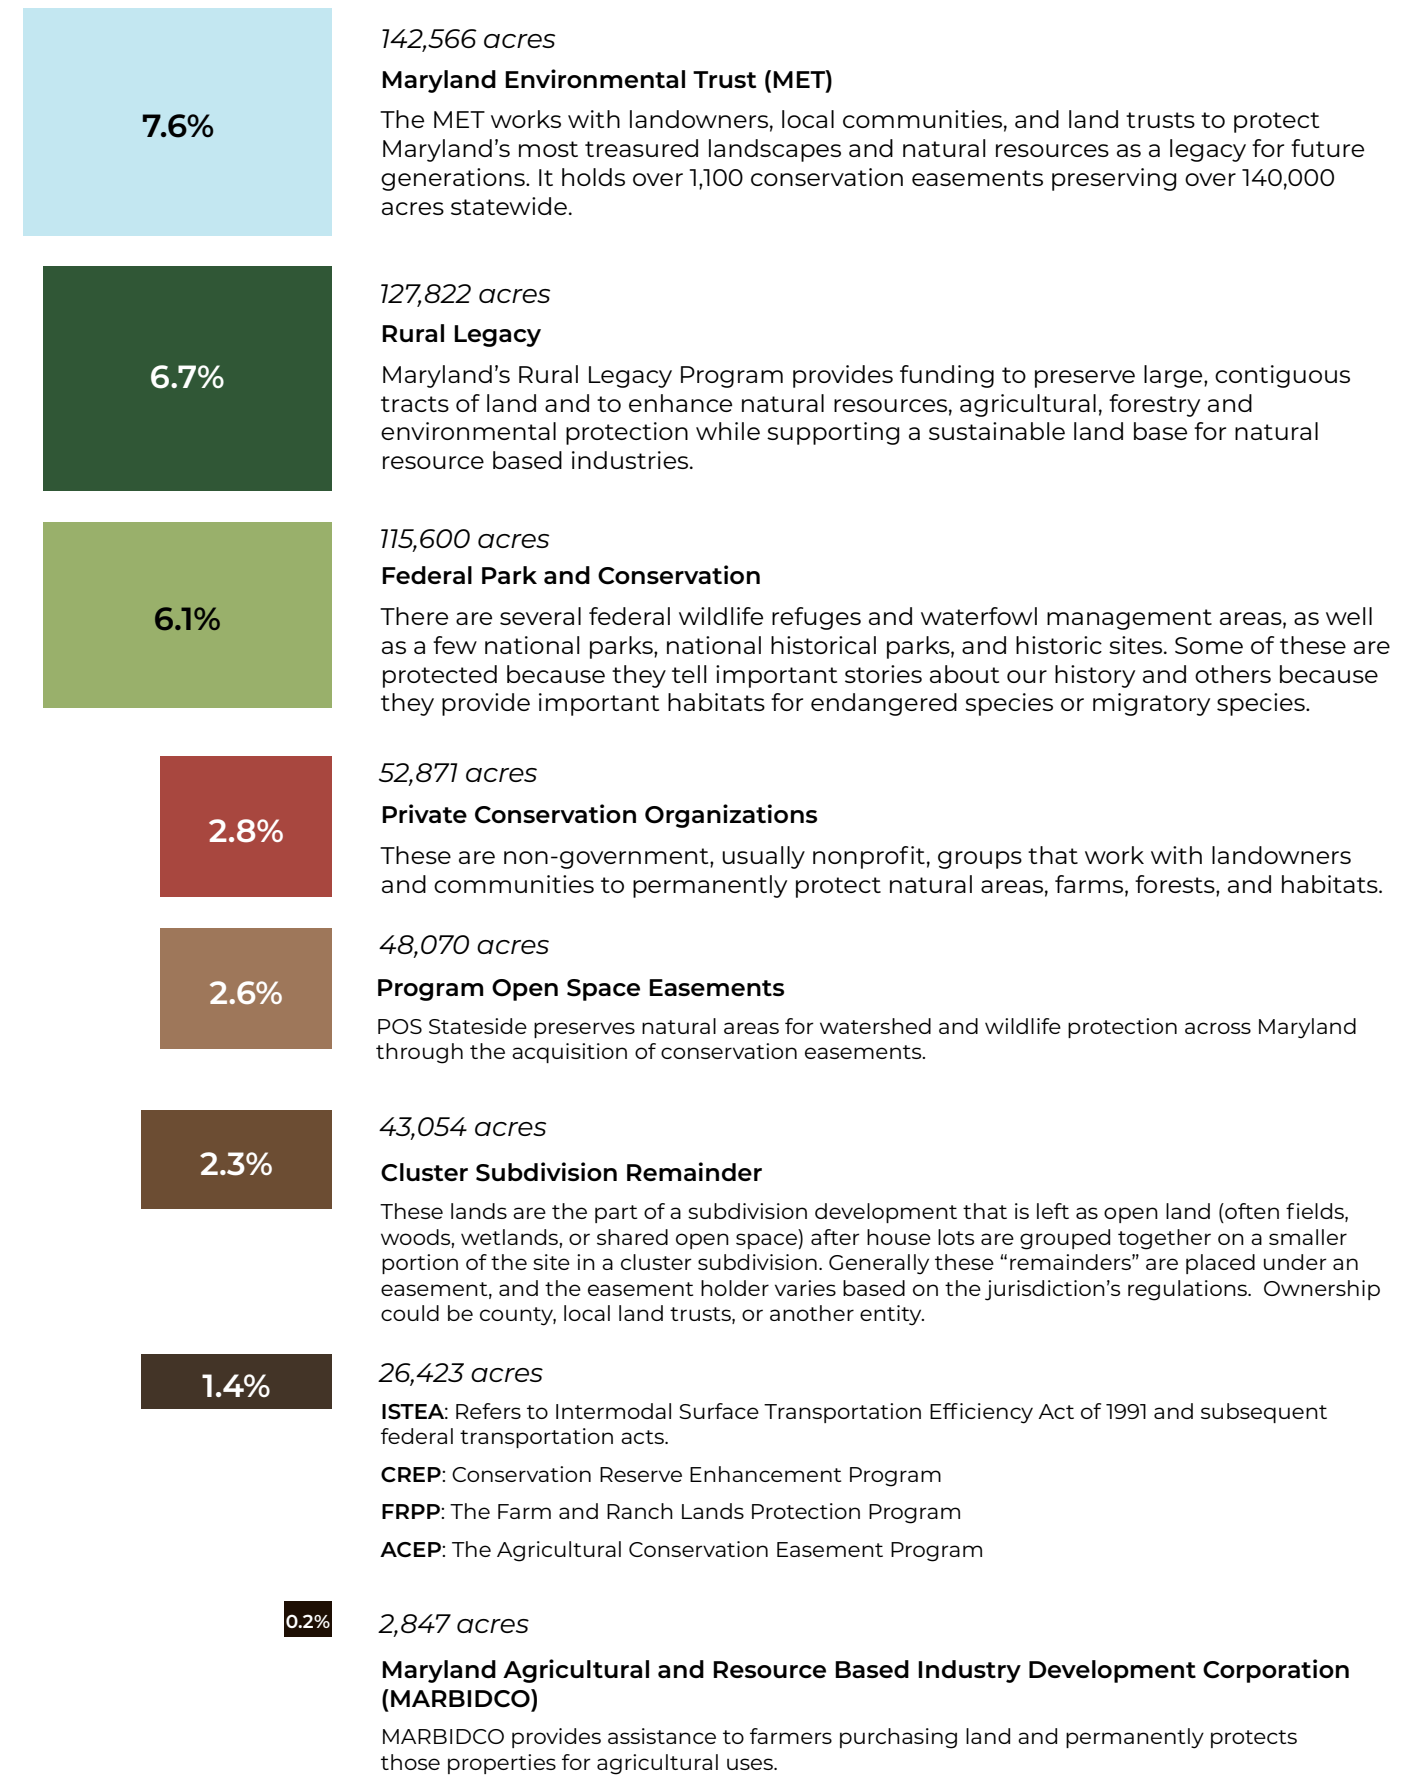 142,566 acres
Maryland Environmental Trust (MET)
7.6%
The MET works with landowners, local communities, and land trusts to protect
Maryland’s most treasured landscapes and natural resources as a legacy for future
generations. It holds over 1,100 conservation easements preserving over 140,000
acres statewide.
127,822 acres
Rural Legacy
6.7%
Maryland’s Rural Legacy Program provides funding to preserve large, contiguous
tracts of land and to enhance natural resources, agricultural, forestry and
environmental protection while supporting a sustainable land base for natural
resource based industries.
115,600 acres
Federal Park and Conservation
6.1%
There are several federal wildlife refuges and waterfowl management areas, as well
as a few national parks, national historical parks, and historic sites. Some of these are
protected because they tell important stories about our history and others because
they provide important habitats for endangered species or migratory species.
52,871 acres
Private Conservation Organizations
2.8%
These are non-government, usually nonprofit, groups that work with landowners
and communities to permanently protect natural areas, farms, forests, and habitats.
48,070 acres
Program Open Space Easements
2.6%
POS Stateside preserves natural areas for watershed and wildlife protection across Maryland
through the acquisition of conservation easements.
43,054 acres
Cluster Subdivision Remainder
2.3%
These lands are the part of a subdivision development that is left as open land (often fields,
woods, wetlands, or shared open space) after house lots are grouped together on a smaller
portion of the site in a cluster subdivision. Generally these “remainders” are placed under an
easement, and the easement holder varies based on the jurisdiction’s regulations.  Ownership
could be county, local land trusts, or another entity.
26,423 acres
1.4%
ISTEA: Refers to Intermodal Surface Transportation Efficiency Act of 1991 and subsequent
federal transportation acts.
CREP: Conservation Reserve Enhancement Program
FRPP: The Farm and Ranch Lands Protection Program
ACEP: The Agricultural Conservation Easement Program
0.2%
2,847 acres
Maryland Agricultural and Resource Based Industry Development Corporation
(MARBIDCO)
MARBIDCO provides assistance to farmers purchasing land and permanently protects
those properties for agricultural uses.